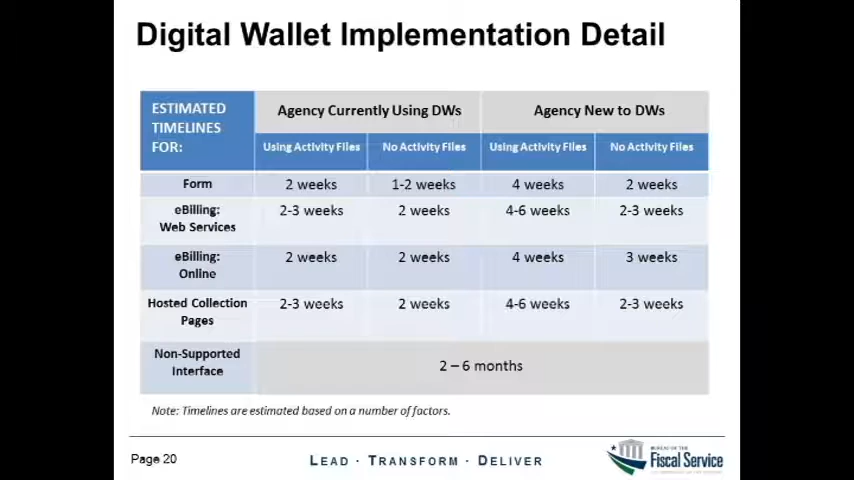 Digital Wallet Implementation Detail
ESTIMATED TIMELINES FOR: Agency Currently Using DWs Agency New to DWs
Using Activity Files No Activity Files Using Activity Files No Activity Files
Form 2 weeks 1-2 weeks 4 weeks 2 weeks
eBilling: Web Services 2-3 weeks 2 weeks 4-6 weeks 2-3 weeks
eBilling: Online 2 weeks 2 weeks 4 weeks 3 weeks
Hosted Collection Pages 2-3 weeks 2 weeks 4-6 weeks 2-3 weeks
Non-Supported Interface 2 – 6 months
Note: Timelines are estimated based on a number of factors.
Page 20
LEAD · TRANSFORM · DELIVER
BUREAU OF THE
Fiscal Service